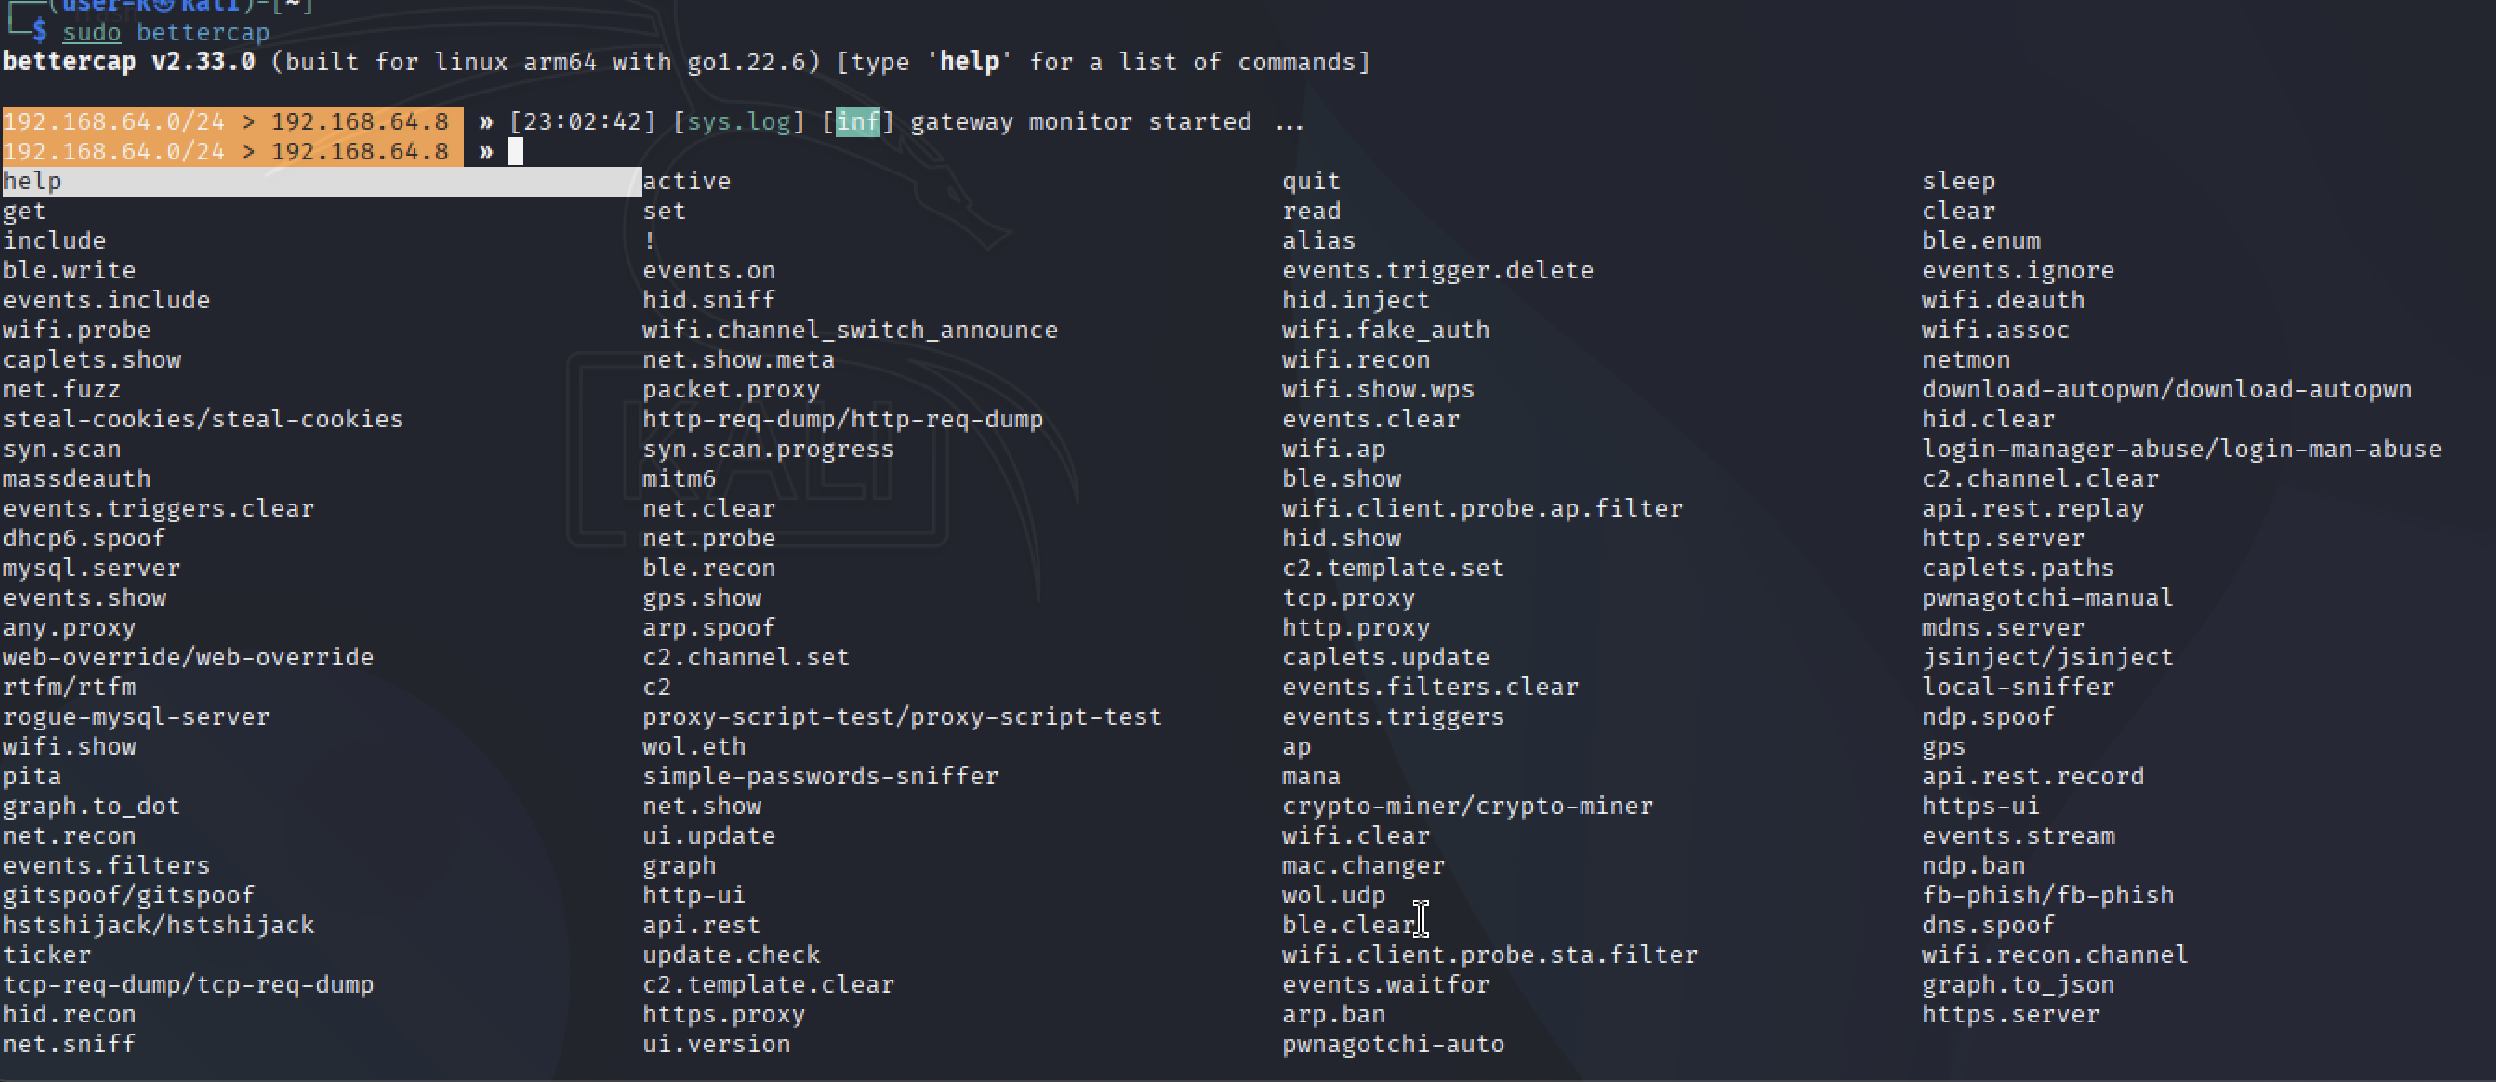 (user-k㉿kali)-[~]
└─$ sudo bettercap
bettercap v2.33.0 (built for linux arm64 with go1.22.6) [type 'help' for a list of commands]
192.168.64.0/24 > 192.168.64.8 » [23:02:42] [sys.log] [inf] gateway monitor started ...
192.168.64.0/24 > 192.168.64.8 »
help active quit sleep
get set read clear
include ! alias ble.enum
ble.write events.on events.trigger.delete events.ignore
events.include hid.sniff hid.inject wifi.deauth
wifi.probe wifi.channel_switch_announce wifi.fake_auth wifi.assoc
caplets.show net.show.meta wifi.recon netmon
net.fuzz packet.proxy wifi.show.wps download-autopwn/download-autopwn
steal-cookies/steal-cookies http-req-dump/http-req-dump events.clear hid.clear
syn.scan syn.scan.progress wifi.ap login-manager-abuse/login-man-abuse
massdeauth mitm6 ble.show c2.channel.clear
events.triggers.clear net.clear wifi.client.probe.ap.filter api.rest.replay
dhcp6.spoof net.probe hid.show http.server
mysql.server ble.recon c2.template.set caplets.paths
events.show gps.show tcp.proxy pwnagotchi-manual
any.proxy arp.spoof http.proxy mdns.server
web-override/web-override c2.channel.set caplets.update jsinject/jsinject
rtfm/rtfm c2 events.filters.clear local-sniffer
rogue-mysql-server proxy-script-test/proxy-script-test events.triggers ndp.spoof
wifi.show wol.eth ap gps
pita simple-passwords-sniffer mana api.rest.record
graph.to_dot net.show crypto-miner/crypto-miner https-ui
net.recon ui.update wifi.clear events.stream
events.filters graph mac.changer ndp.ban
gitspoof/gitspoof http-ui wol.udp fb-phish/fb-phish
hstshijack/hstshijack api.rest ble.clear dns.spoof
ticker update.check wifi.client.probe.sta.filter wifi.recon.channel
tcp-req-dump/tcp-req-dump c2.template.clear events.waitfor graph.to_json
hid.recon https.proxy arp.ban https.server
net.sniff ui.version pwnagotchi-auto
KALI